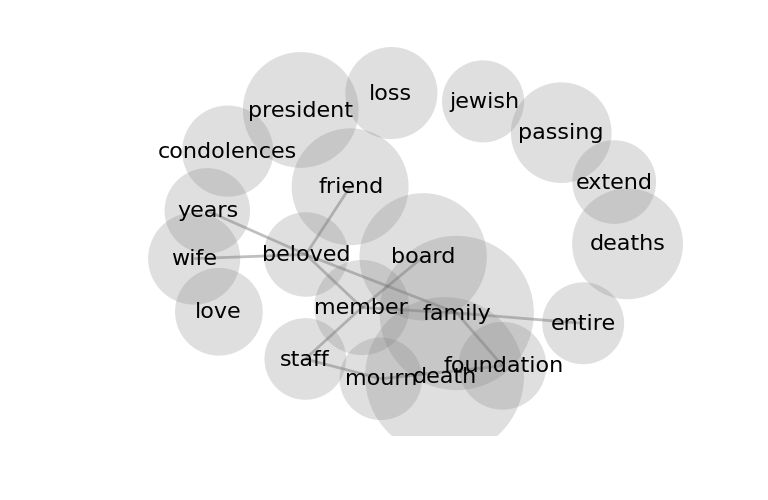 loss
jewish
president
passing
condolences
extend
friend
years
deaths
beloved
board
wife
member
family
love
entire
staff
foundation
mourn
death